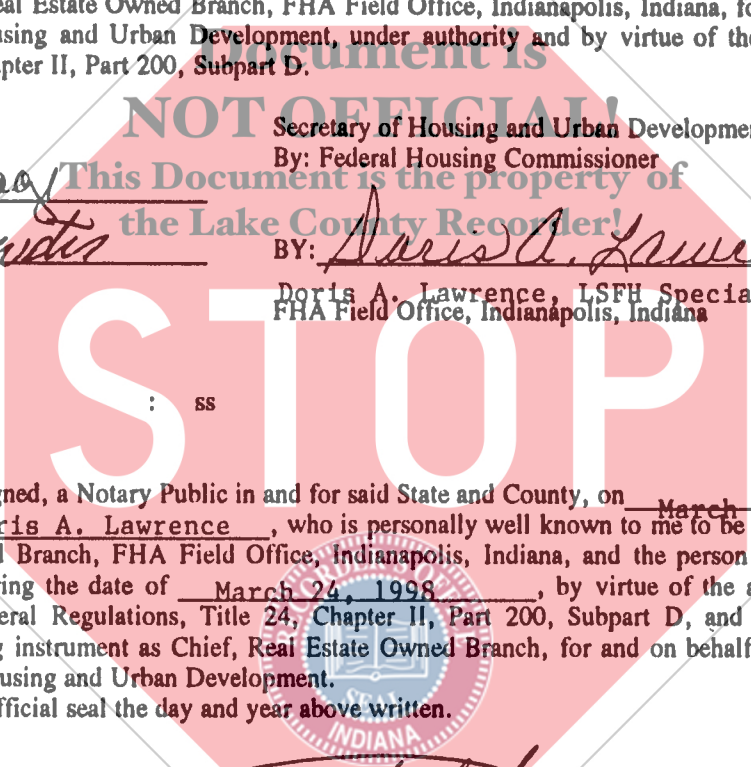 eal Estate Owned Branch, FHA Field Office, Indianapolis, Indiana, fo
using and Urban Development, under authority and by virtue of the
pter II, Part 200, Subpart D.
Document is
NOT OFFICIAL!
This Document is the property of
the Lake County Recorder!
Secretary of Housing and Urban Developme
By: Federal Housing Commissioner
BY: Doris A. Lawre
Doris A. Lawrence, LSFH Specia
FHA Field Office, Indianapolis, Indiana
STOP
: ss
gned, a Notary Public in and for said State and County, on March
ris A. Lawrence , who is personally well known to me to be
d Branch, FHA Field Office, Indianapolis, Indiana, and the person
ring the date of March 24, 1998 , by virtue of the a
eral Regulations, Title 24, Chapter II, Part 200, Subpart D, and
g instrument as Chief, Real Estate Owned Branch, for and on behalf
using and Urban Development.
fficial seal the day and year above written.
SEAL
INDIANA